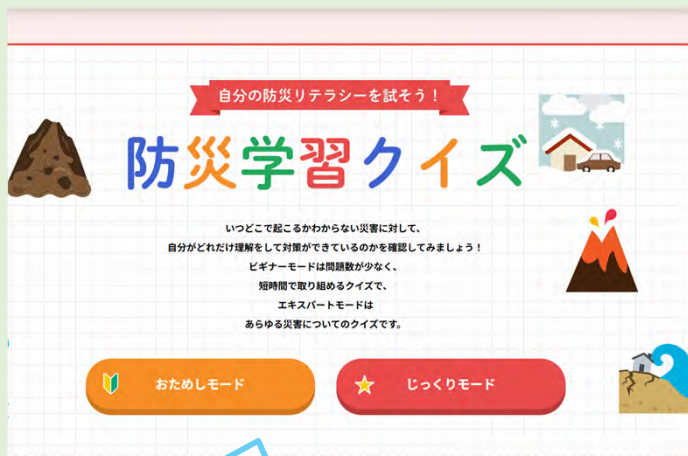 自分の防災リテラシーを試そう！
防災学習クイズ
いつどこで起こるかわからない災害に対して、
自分がどれだけ理解をして対策ができているのかを確認してみましょう！
ビギナーモードは問題数が少なく、
短時間で取り組めるクイズで、
エキスパートモードは
あらゆる災害についてのクイズです。
おためしモード
じっくりモード